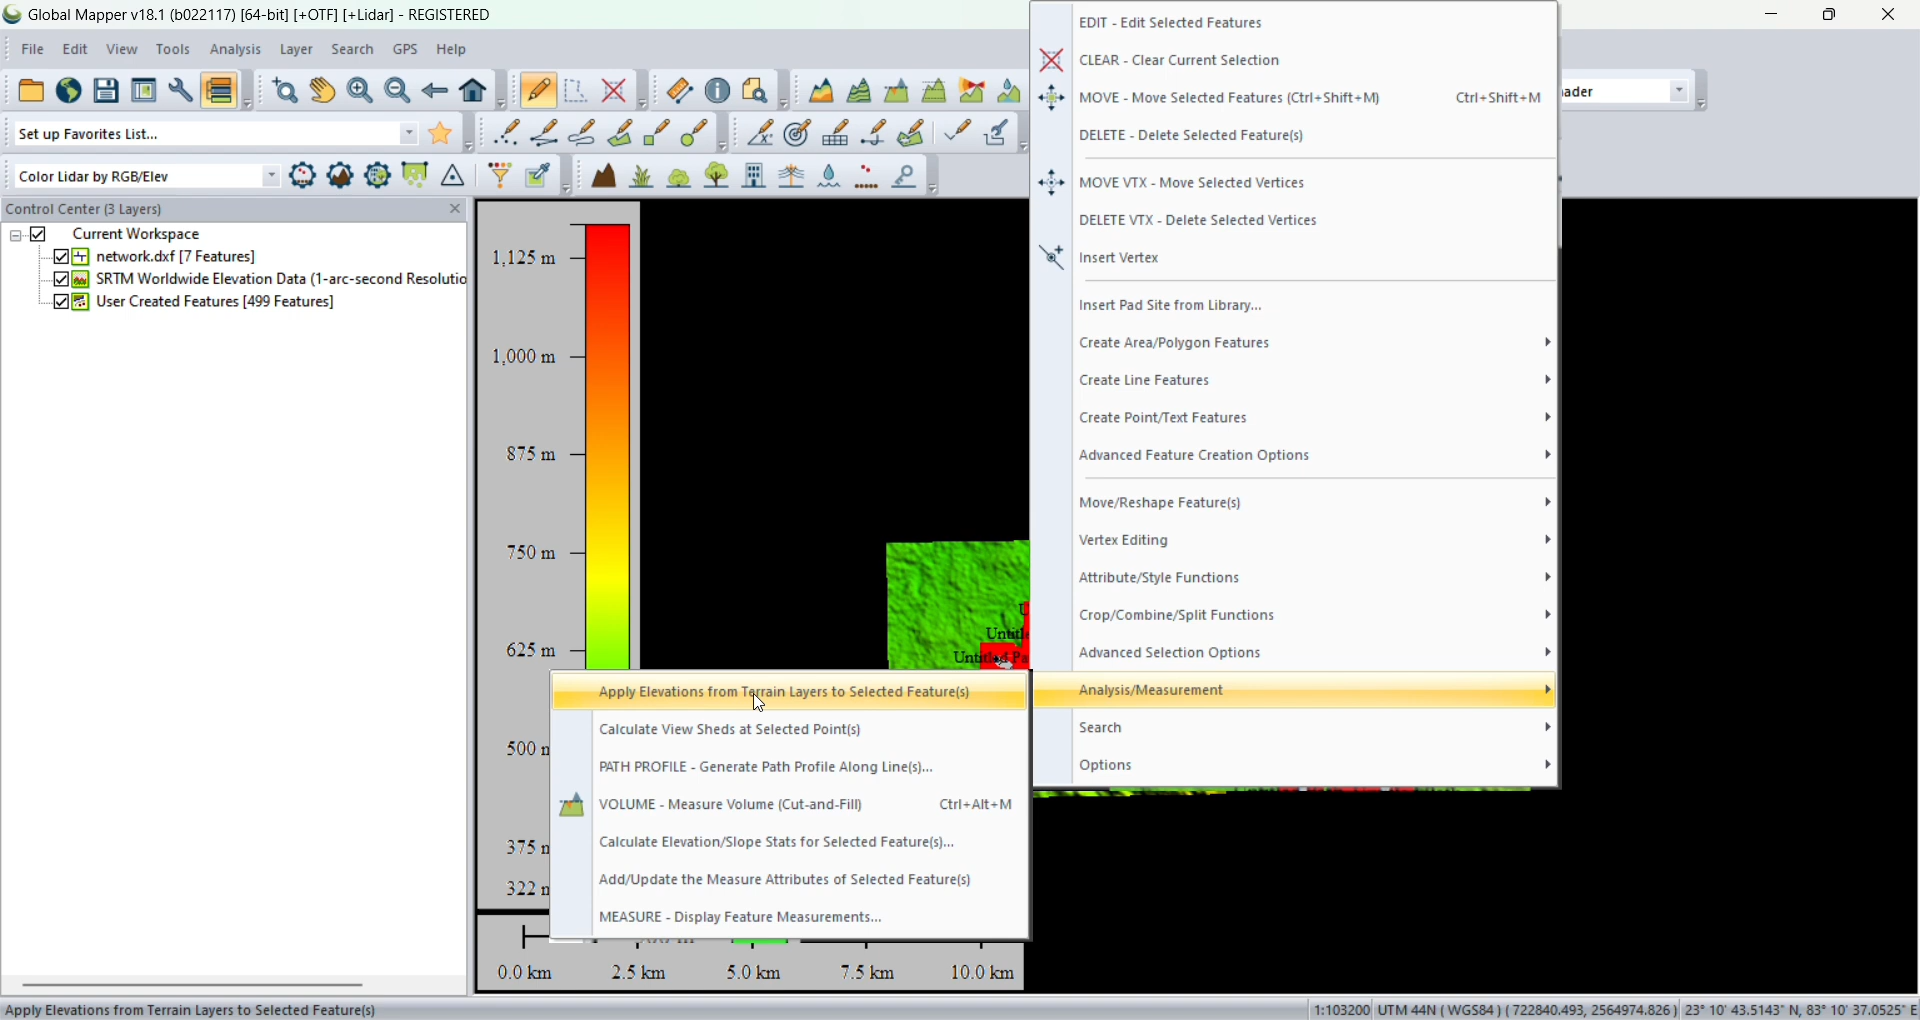 Global Mapper v18.1 (b022117) [64-bit] [+OTF] [+Lidar] - REGISTERED
File Edit View Tools Analysis Layer Search GPS Help
ader
Set up Favorites List...
Color Lidar by RGB/Elev
Control Center (3 Layers)
Current Workspace
network.dxf [7 Features]
SRTM Worldwide Elevation Data (1-arc-second Resolutio
User Created Features [499 Features]
1,125 m
1,000 m
875 m
750 m
625 m
500 m
375 m
322 m
0.0 km 2.5 km 5.0 km 7.5 km 10.0 km
EDIT - Edit Selected Features
CLEAR - Clear Current Selection
MOVE - Move Selected Features (Ctrl+Shift+M) Ctrl+Shift+M
DELETE - Delete Selected Feature(s)
MOVE VTX - Move Selected Vertices
DELETE VTX - Delete Selected Vertices
Insert Vertex
Insert Pad Site from Library...
Create Area/Polygon Features
Create Line Features
Create Point/Text Features
Advanced Feature Creation Options
Move/Reshape Feature(s)
Vertex Editing
Attribute/Style Functions
Crop/Combine/Split Functions
Advanced Selection Options
Analysis/Measurement
Search
Options
Apply Elevations from Terrain Layers to Selected Feature(s)
Calculate View Sheds at Selected Point(s)
PATH PROFILE - Generate Path Profile Along Line(s)...
VOLUME - Measure Volume (Cut-and-Fill) Ctrl+Alt+M
Calculate Elevation/Slope Stats for Selected Feature(s)...
Add/Update the Measure Attributes of Selected Feature(s)
MEASURE - Display Feature Measurements...
Apply Elevations from Terrain Layers to Selected Feature(s)
1:103200 UTM 44N ( WGS84 ) ( 722840.493, 2564974.826 ) 23° 10' 43.5143" N, 83° 10' 37.0525" E